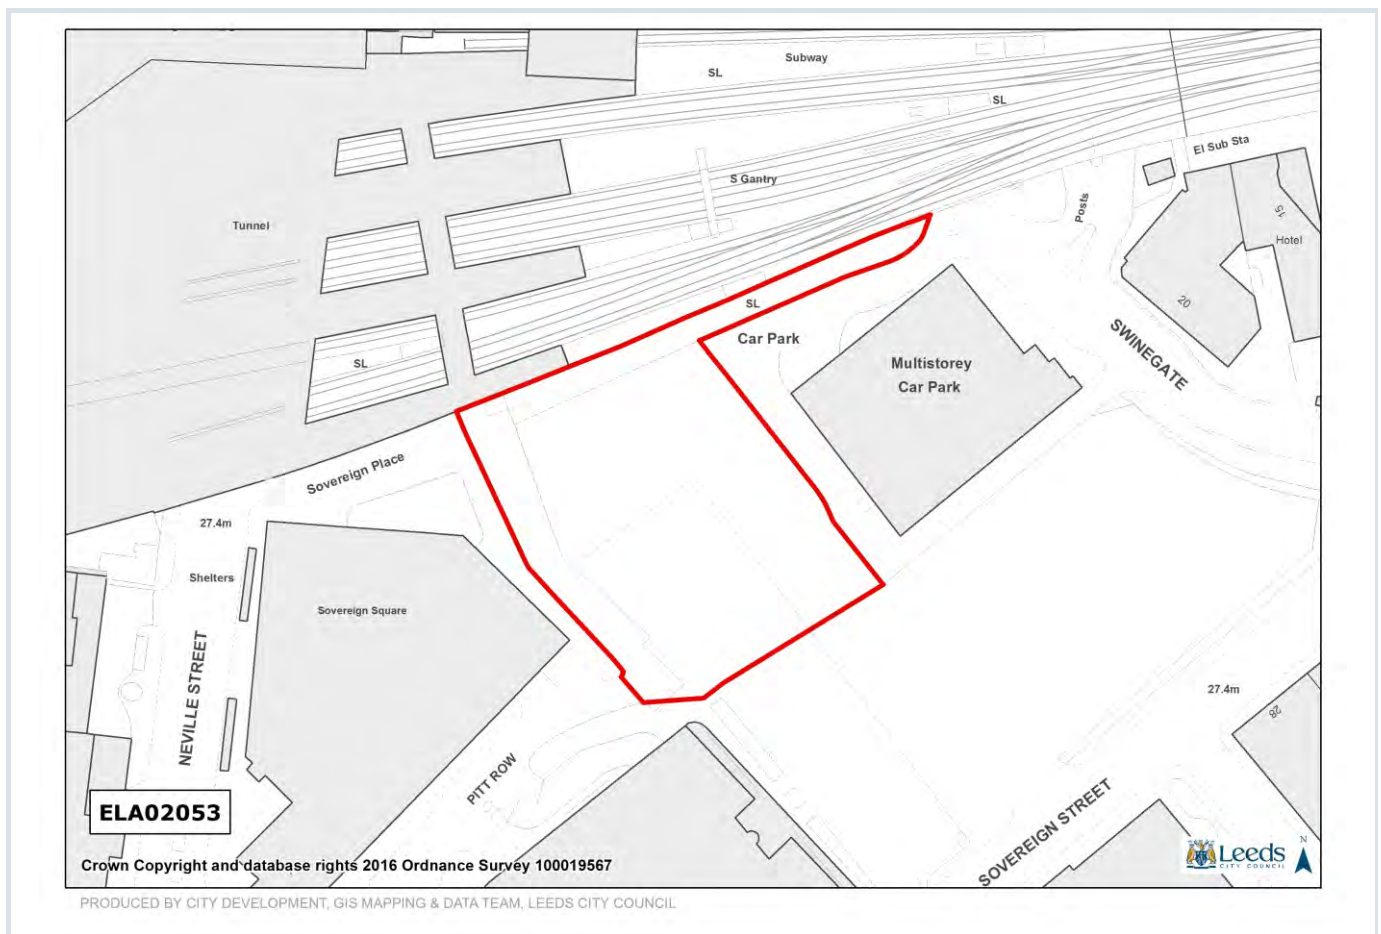 Subway
SL
SL
El Sub Sta
S Gantry
Posts
15
Tunnel
Hotel
20
SL
SWINEGATE
Car Park
SL
Multistorey
Car Park
Sovereign Place
27.4m
Shelters
Sovereign Square
NEVILLE STREET
27.4m
28
PITT ROW
SOVEREIGN STREET
ELA02053
Crown Copyright and database rights 2016 Ordnance Survey 100019567
Leeds
CITY COUNCIL
N
PRODUCED BY CITY DEVELOPMENT, GIS MAPPING & DATA TEAM, LEEDS CITY COUNCIL